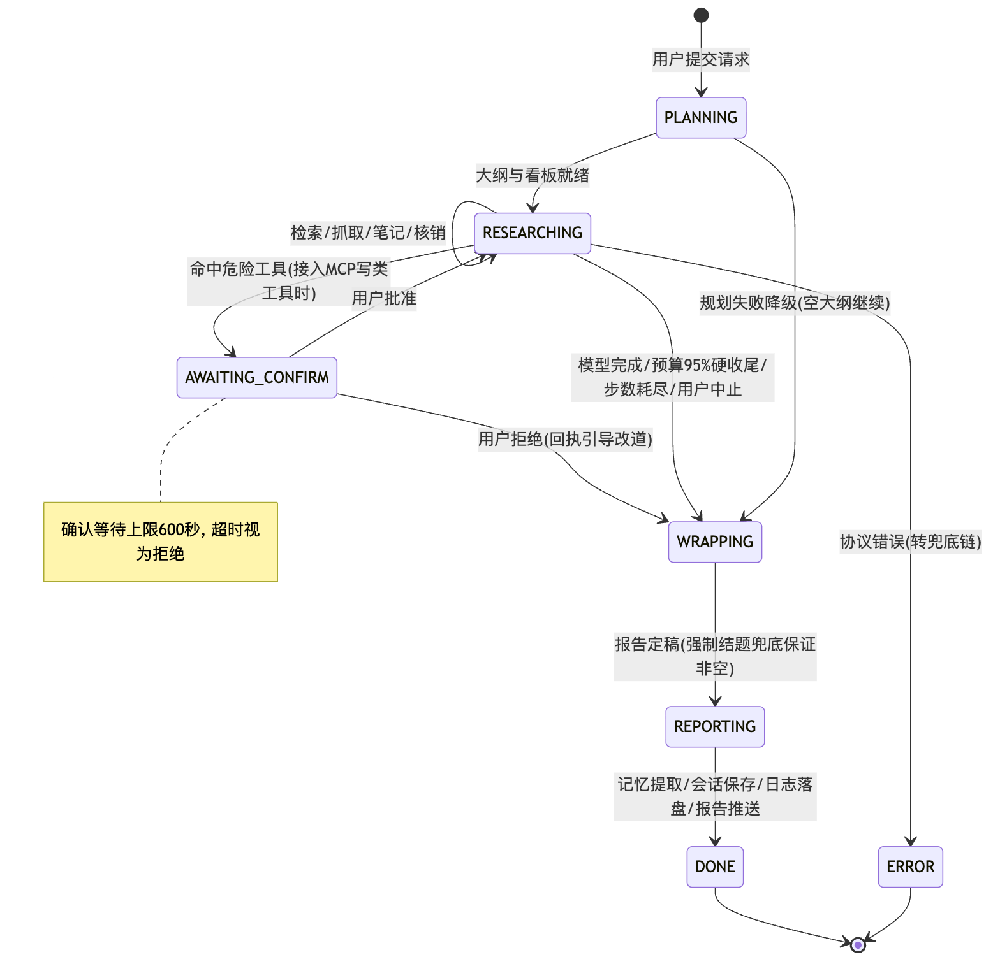 用户提交请求
PLANNING
大纲与看板就绪
RESEARCHING
检索/抓取/笔记/核销
命中危险工具(接入MCP写类
工具时)
用户批准
规划失败降级(空大纲继续)
AWAITING_CONFIRM
模型完成/预算95%硬收尾/
步数耗尽/用户中止
用户拒绝(回执引导改道)
确认等待上限600秒, 超时视
为拒绝
WRAPPING
协议错误(转兜底链)
报告定稿(强制结题兜底保证
非空)
REPORTING
记忆提取/会话保存/日志落
盘/报告推送
DONE
ERROR